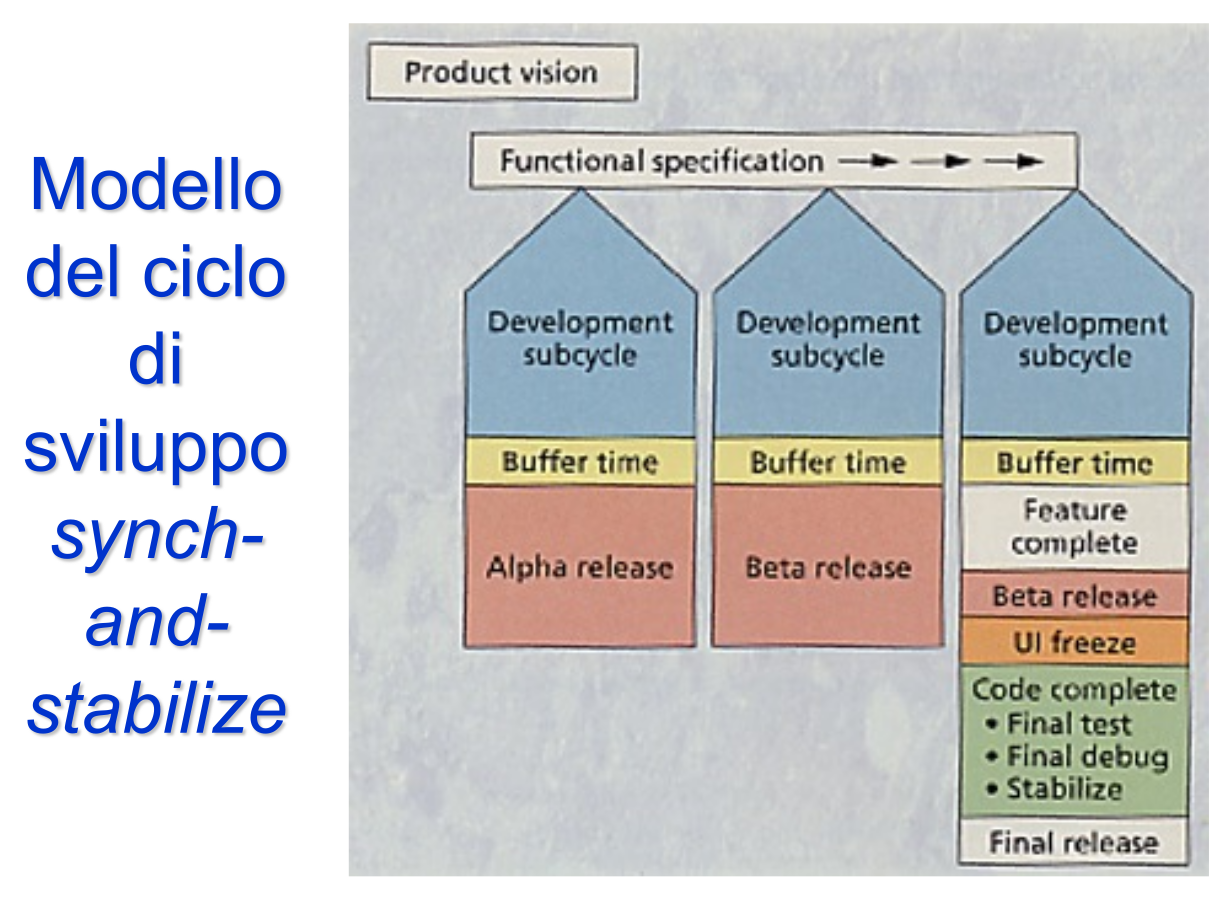 Modello
del ciclo
di
sviluppo
synch-
and-
stabilize
Product vision
Functional specification
Development
subcycle
Buffer time
Alpha release
Development
subcycle
Buffer time
Beta release
Development
subcycle
Buffer time
Feature
complete
Beta release
UI freeze
Code complete
• Final test
• Final debug
• Stabilize
Final release